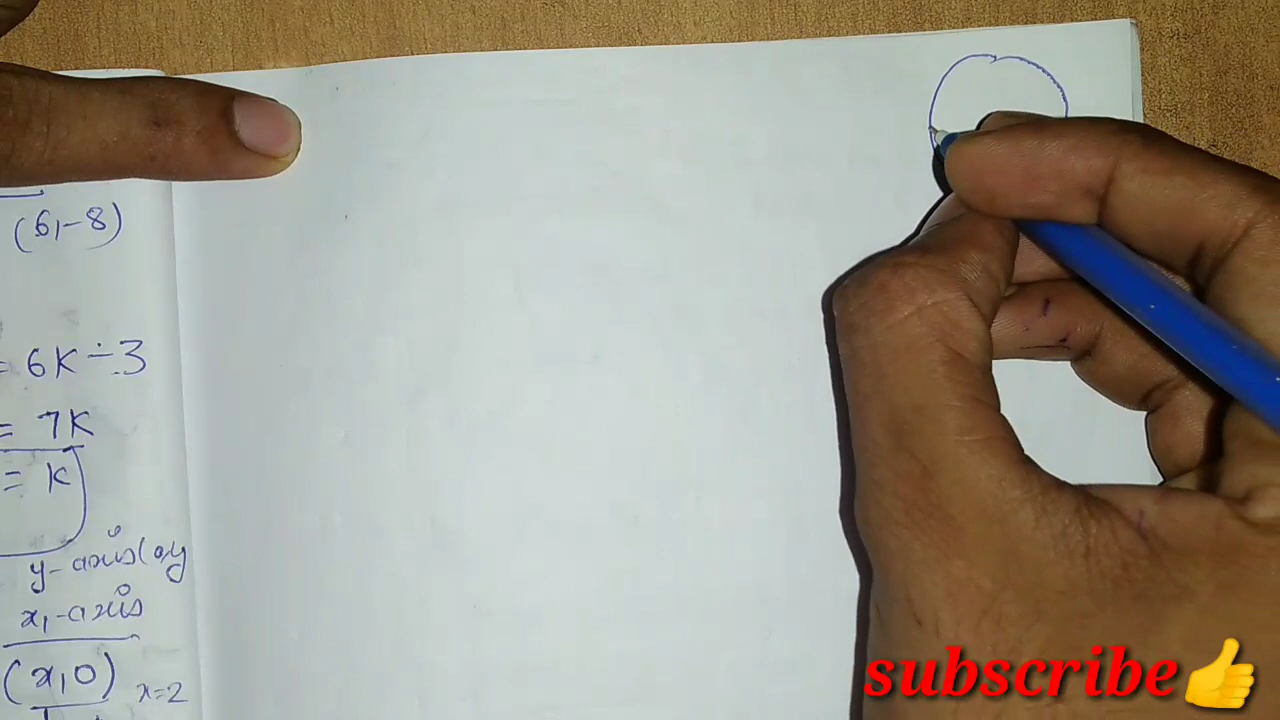 (6,-8)
= 6K-3
= 7K
= K
y-axis(o,y
x,-axis
(x,0) x=2
subscribe